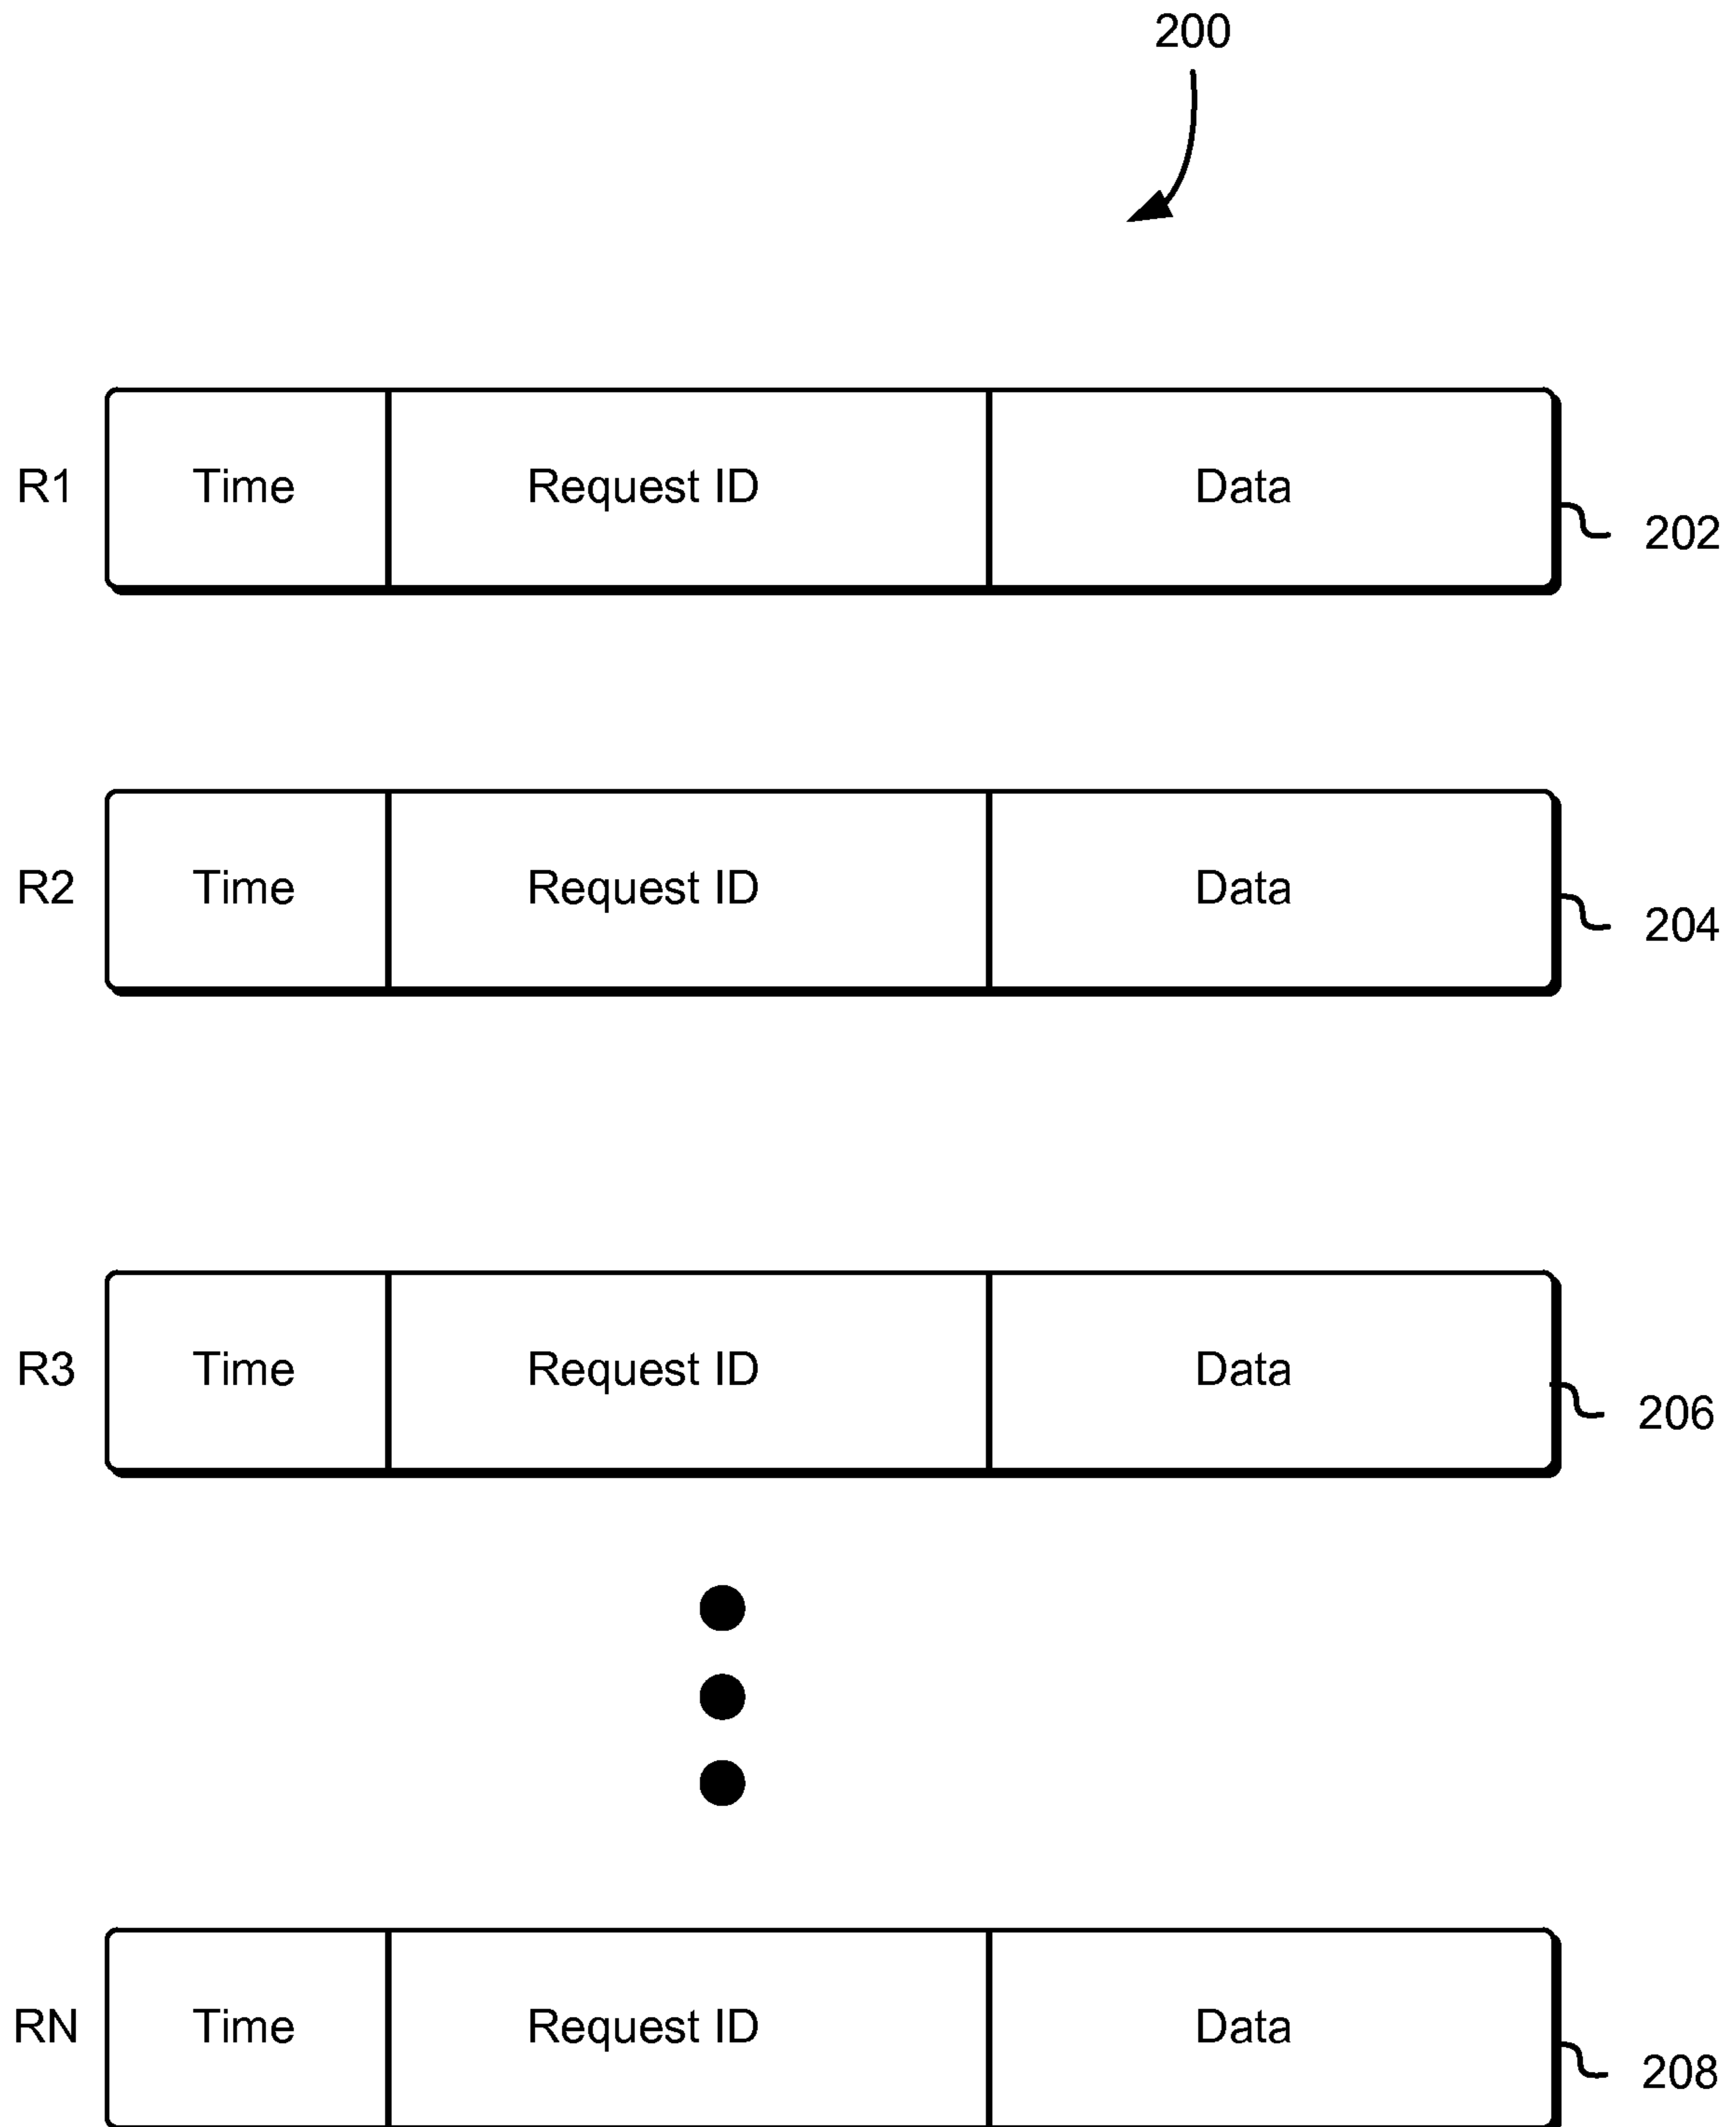 200
R1 Time Request ID Data 202
R2 Time Request ID Data 204
R3 Time Request ID Data 206
RN Time Request ID Data 208